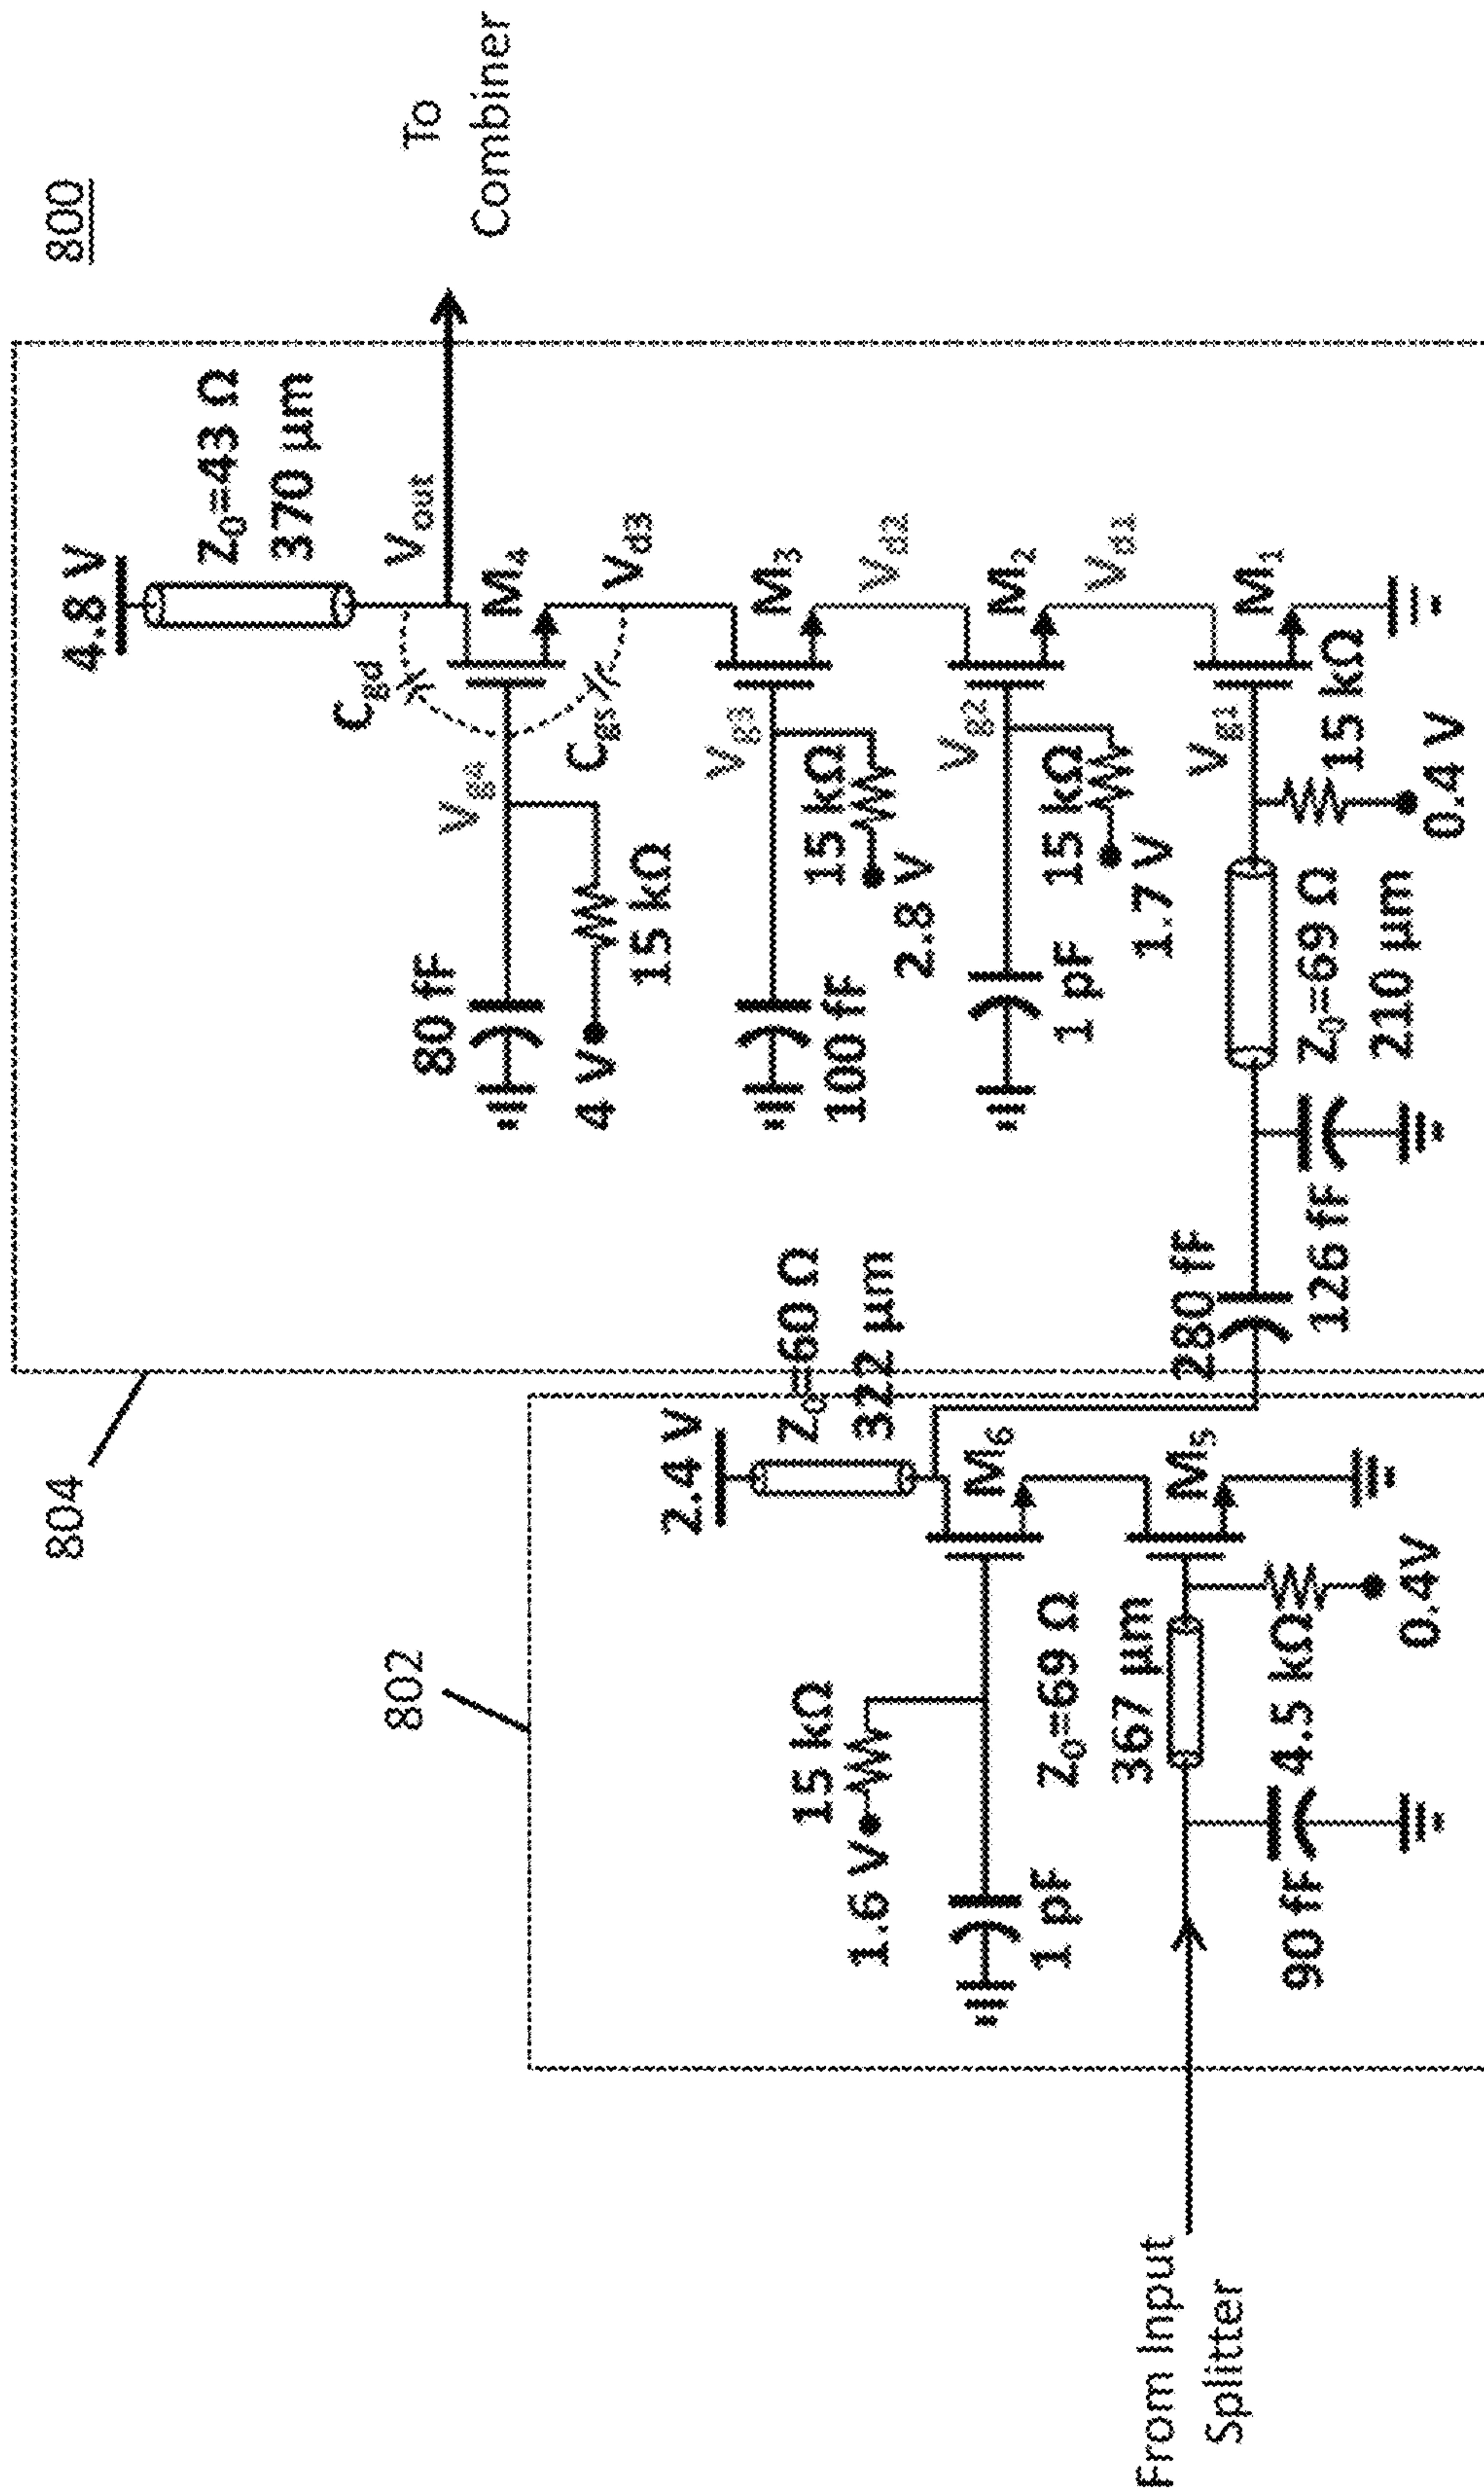 800
804
802
4.8 V
Z0=43 Ω
370 µm
Vout
To
Combiner
Cgd
M4
Vg4
Cgs
Vd3
80 fF
4 V
15 kΩ
M3
Vg3
Vd2
100 fF
15 kΩ
2.8 V
M2
Vg2
Vd1
1 pF
15 kΩ
1.7 V
M1
Vg1
15 kΩ
0.4 V
Z0=69 Ω
210 µm
280 fF
126 fF
2.4 V
Z0=60 Ω
322 µm
M6
15 kΩ
1.6 V
1 pF
M5
Z0=69 Ω
367 µm
4.5 kΩ
0.4V
90 fF
From Input
Splitter